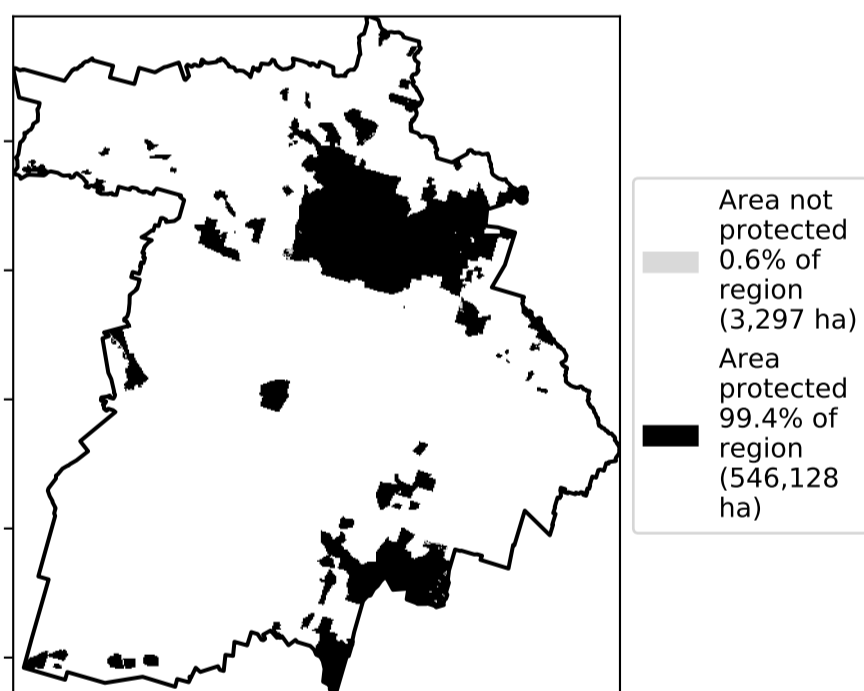 Area not
protected
0.6% of
region
(3,297 ha)
Area
protected
99.4% of
region
(546,128
ha)